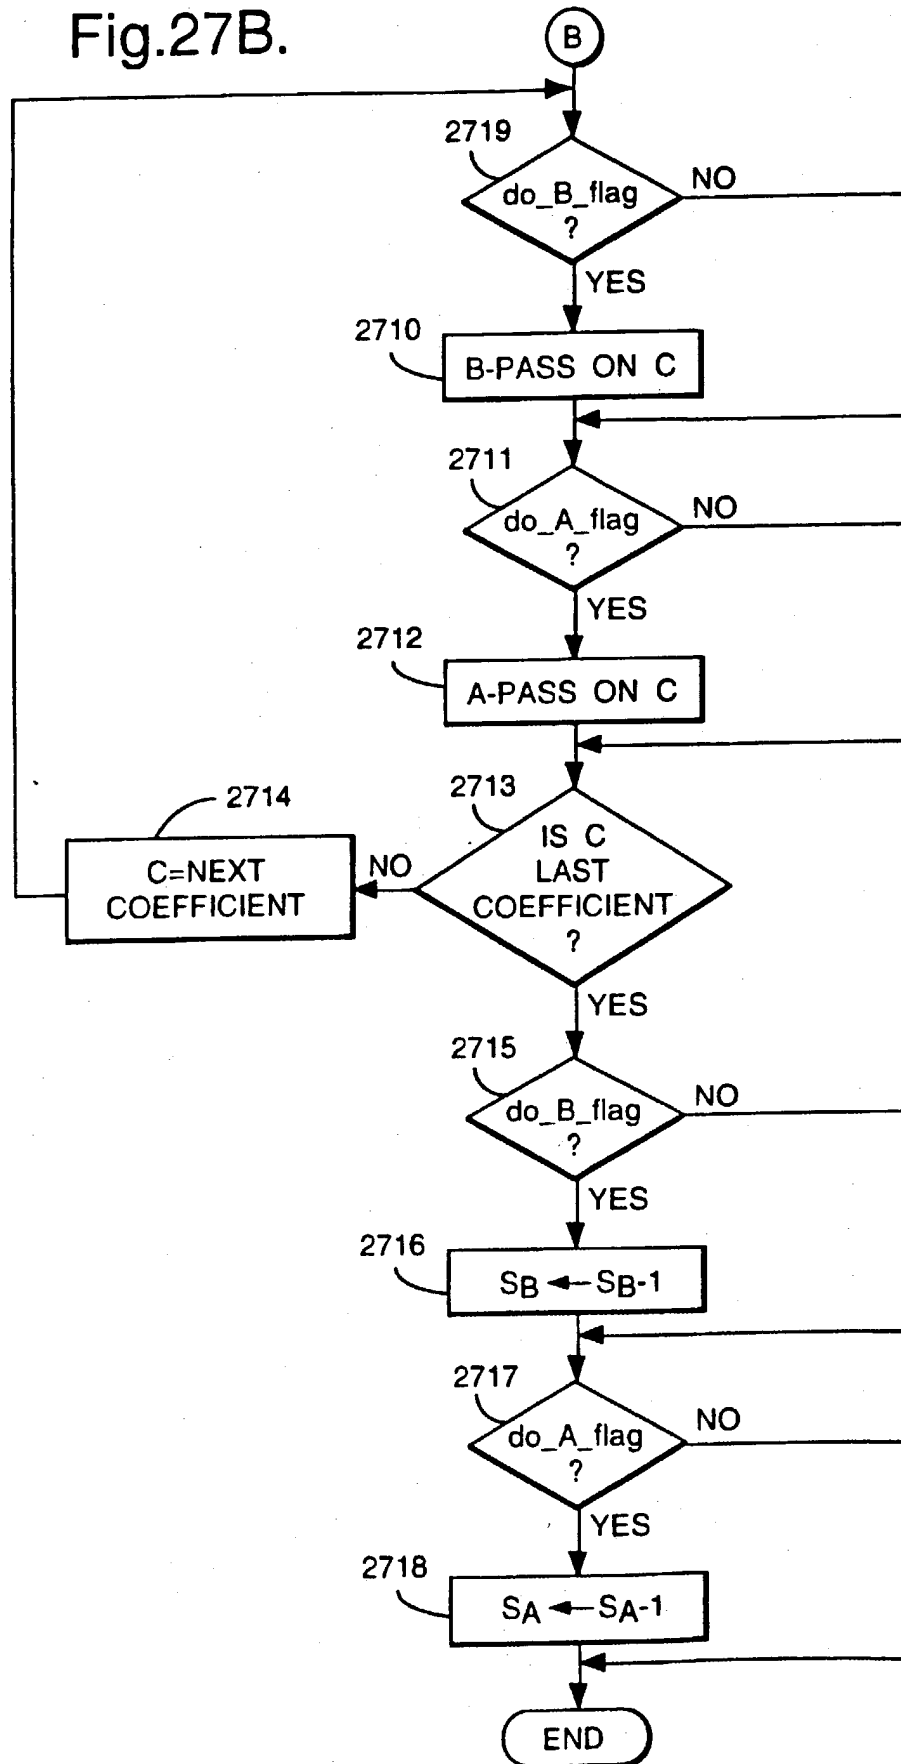 Fig.27B.
B
2719
do_B_flag
?
NO
YES
2710
B-PASS ON C
2711
do_A_flag
?
NO
YES
2712
A-PASS ON C
2713
IS C
LAST
COEFFICIENT
?
NO
2714
C=NEXT
COEFFICIENT
YES
2715
do_B_flag
?
NO
YES
2716
SB ← SB-1
2717
do_A_flag
?
NO
YES
2718
SA ← SA-1
END